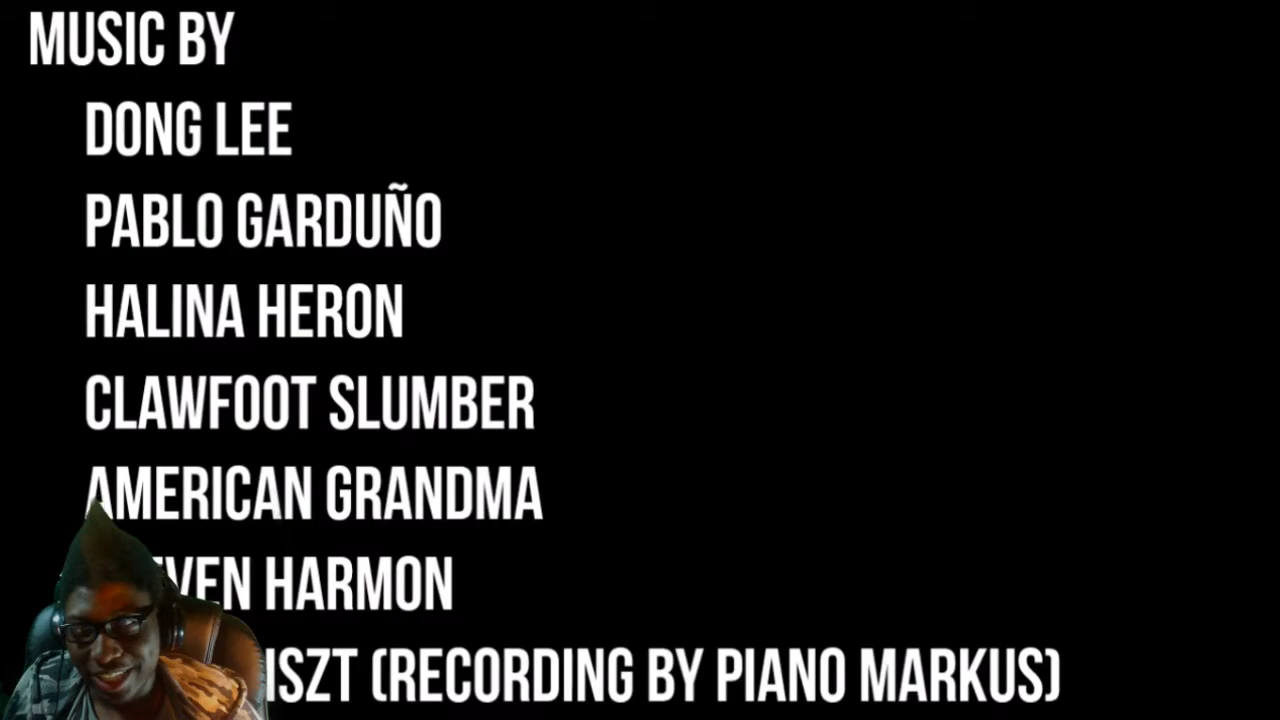 MUSIC BY
DONG LEE
PABLO GARDUÑO
HALINA HERON
CLAWFOOT SLUMBER
AMERICAN GRANDMA
HARMON
(RECORDING BY PIANO MARKUS)